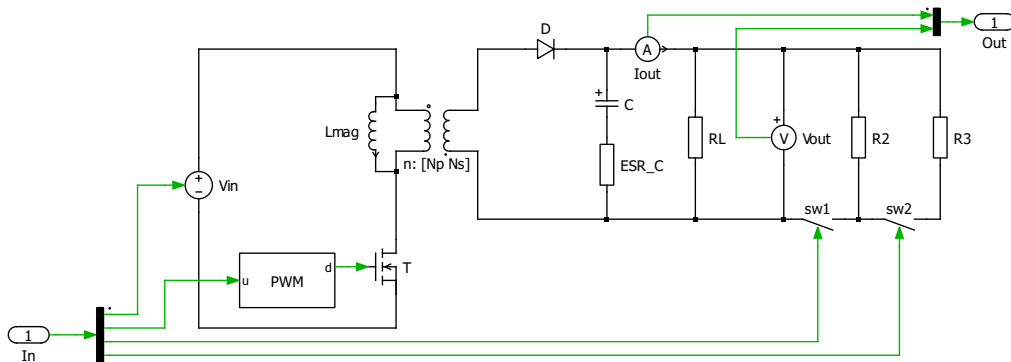 D
A
Iout
1
Out
+
C
Lmag
RL
+
V
Vout
R2
R3
n: [Np Ns]
ESR_C
+
−
Vin
sw1
sw2
u
PWM
d
T
1
In